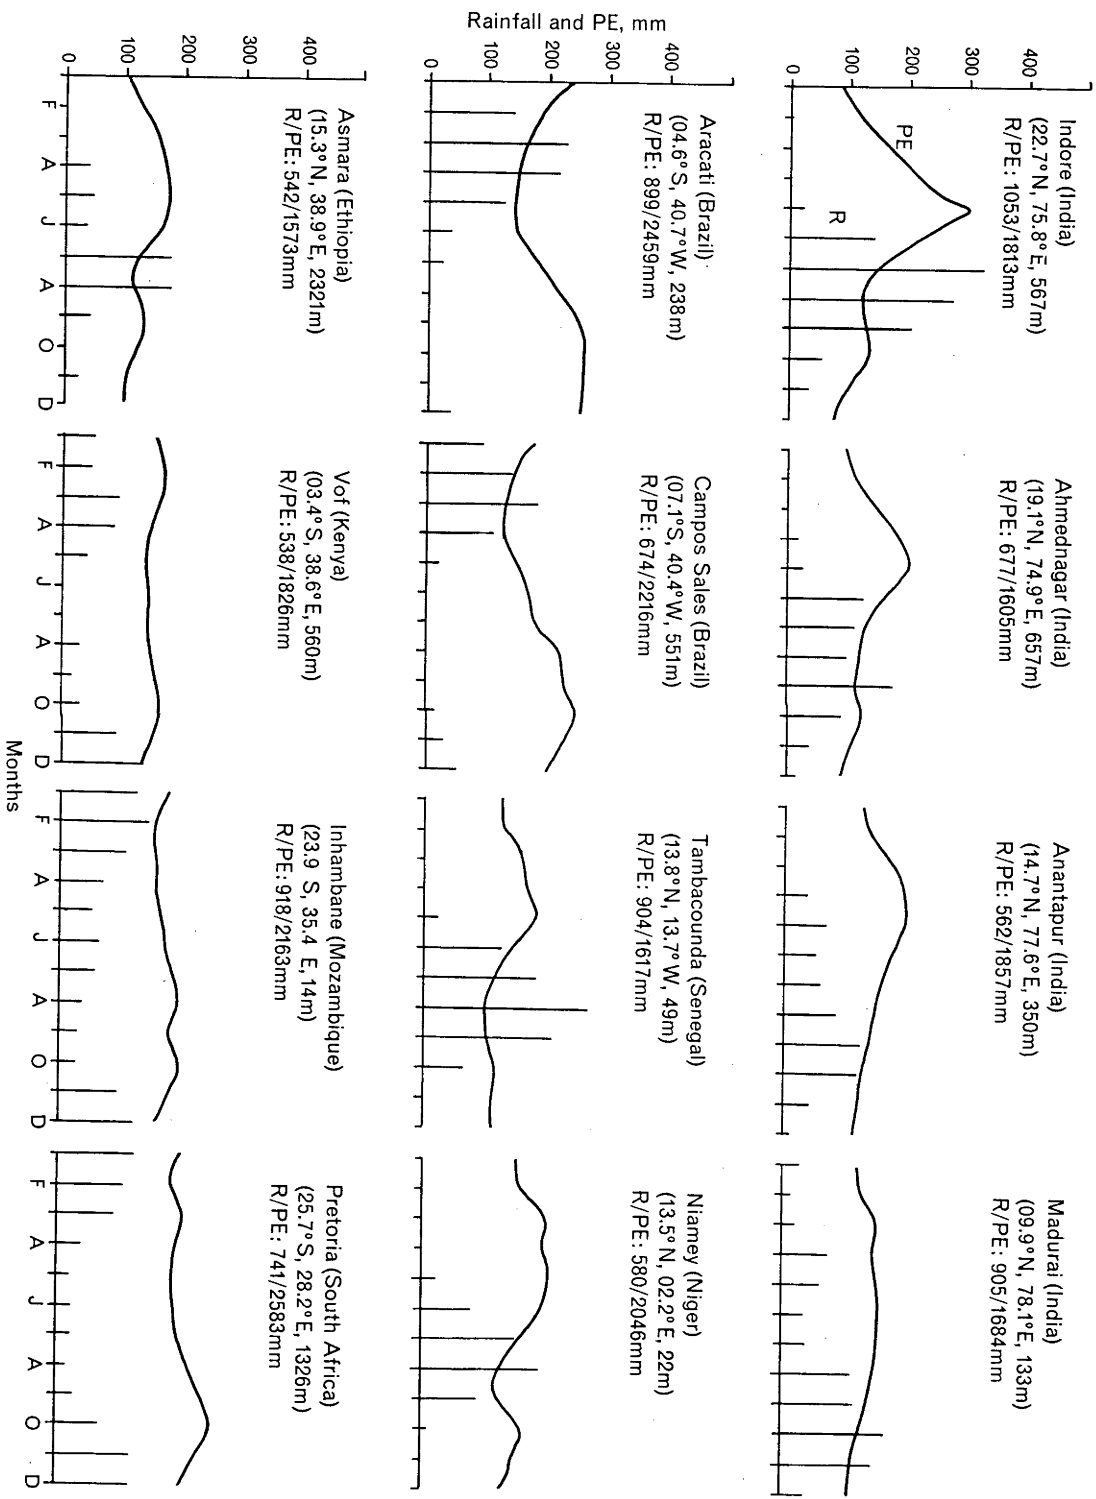 Rainfall and PE, mm
0 100 200 300 400
Indore (India)
(22.7°N, 75.8°E, 567m)
R/PE: 1053/1813mm
PE
R
Ahmednagar (India)
(19.1°N, 74.9°E, 657m)
R/PE: 677/1605mm
Anantapur (India)
(14.7°N, 77.6°E, 350m)
R/PE: 562/1857mm
Madurai (India)
(09.9°N, 78.1°E, 133m)
R/PE: 905/1684mm
0 100 200 300 400
Aracati (Brazil)
(04.6°S, 40.7°W, 238m)
R/PE: 899/2459mm
Campos Sales (Brazil)
(07.1°S, 40.4°W, 551m)
R/PE: 674/2216mm
Tambacounda (Senegal)
(13.8°N, 13.7°W, 49m)
R/PE: 904/1617mm
Niamey (Niger)
(13.5°N, 02.2°E, 22m)
R/PE: 580/2046mm
0 100 200 300 400
Asmara (Ethiopia)
(15.3°N, 38.9°E, 2321m)
R/PE: 542/1573mm
F A J A O D
Vof (Kenya)
(03.4°S, 38.6°E, 560m)
R/PE: 538/1826mm
F A J A O D
Inhambane (Mozambique)
(23.9 S, 35.4 E, 14m)
R/PE: 918/2163mm
F A J A O D
Pretoria (South Africa)
(25.7°S, 28.2°E, 1326m)
R/PE: 741/2583mm
F A J A O D
Months